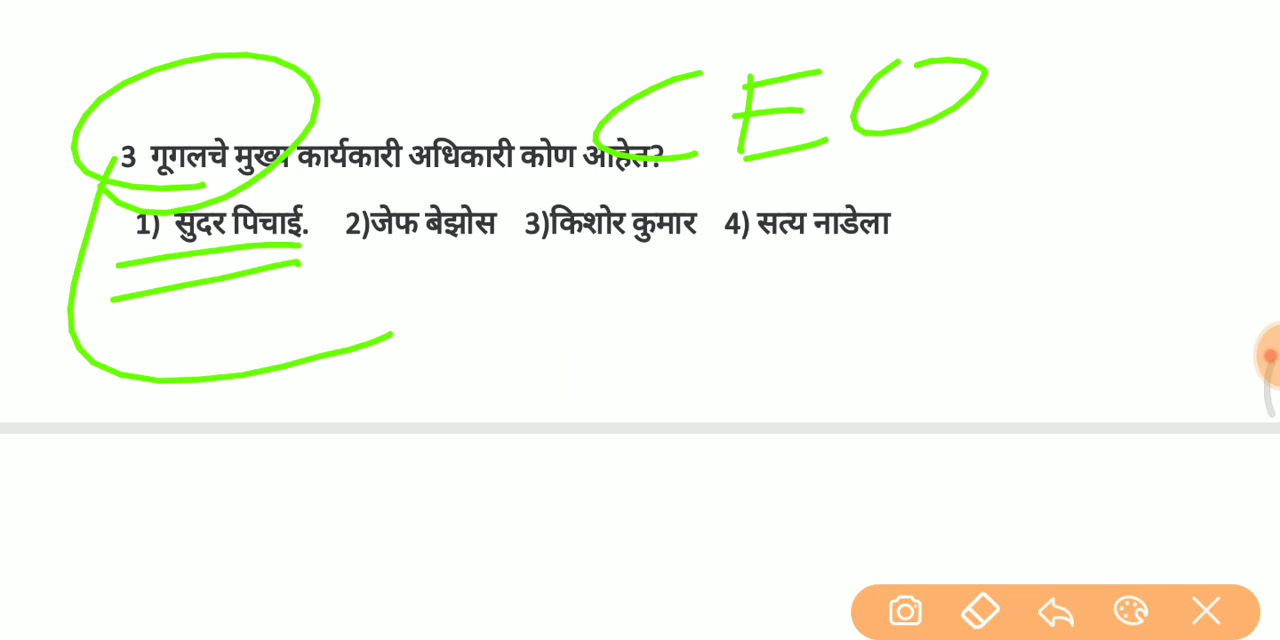 CEO
3 गूगलचे मुख्य कार्यकारी अधिकारी कोण आहेत?
1) सुदर पिचाई. 2)जेफ बेझोस 3)किशोर कुमार 4) सत्य नाडेला